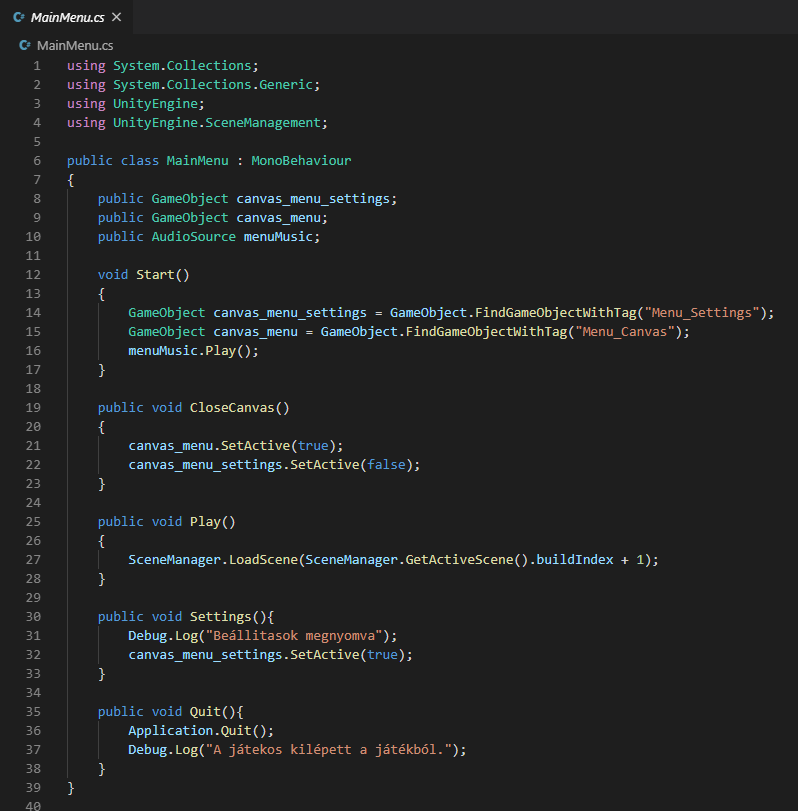 C# MainMenu.cs ×
C# MainMenu.cs
1 using System.Collections;
2 using System.Collections.Generic;
3 using UnityEngine;
4 using UnityEngine.SceneManagement;
5
6 public class MainMenu : MonoBehaviour
7 {
8 public GameObject canvas_menu_settings;
9 public GameObject canvas_menu;
10 public AudioSource menuMusic;
11
12 void Start()
13 {
14 GameObject canvas_menu_settings = GameObject.FindGameObjectWithTag("Menu_Settings");
15 GameObject canvas_menu = GameObject.FindGameObjectWithTag("Menu_Canvas");
16 menuMusic.Play();
17 }
18
19 public void CloseCanvas()
20 {
21 canvas_menu.SetActive(true);
22 canvas_menu_settings.SetActive(false);
23 }
24
25 public void Play()
26 {
27 SceneManager.LoadScene(SceneManager.GetActiveScene().buildIndex + 1);
28 }
29
30 public void Settings(){
31 Debug.Log("Beállitasok megnyomva");
32 canvas_menu_settings.SetActive(true);
33 }
34
35 public void Quit(){
36 Application.Quit();
37 Debug.Log("A játekos kilépett a játékból.");
38 }
39 }
40